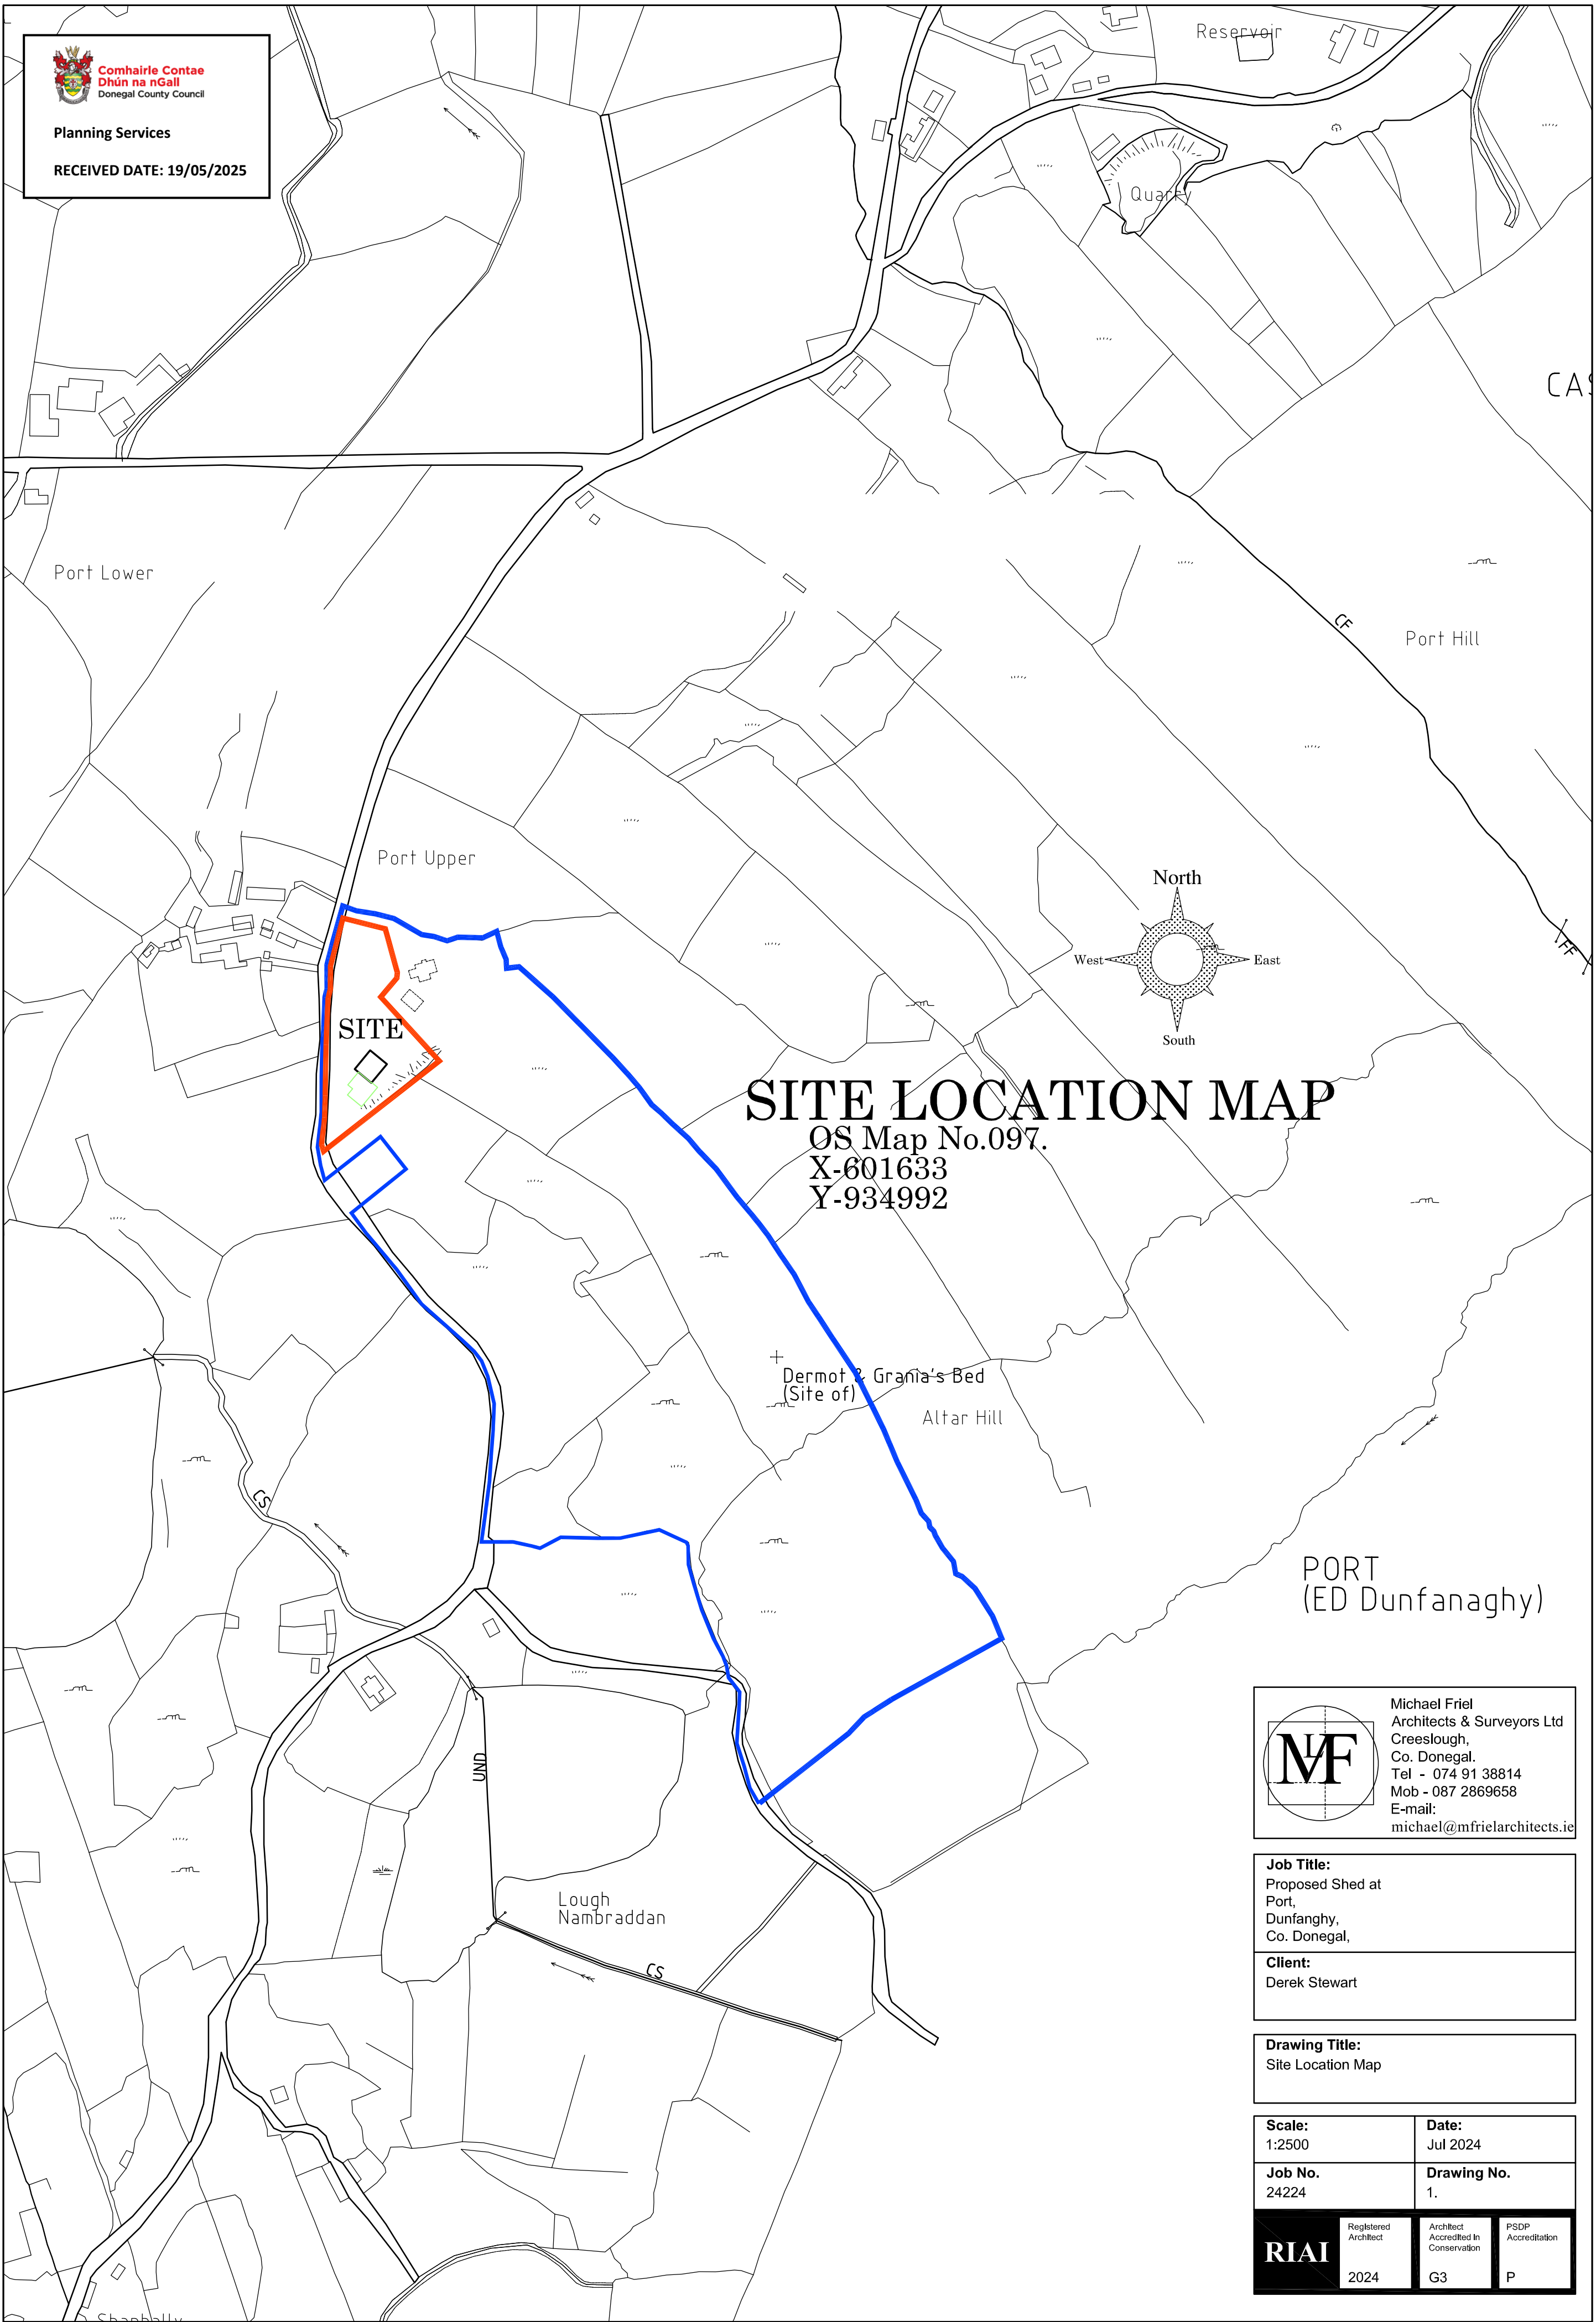 Comhairle Contae
Dhún na nGall
Donegal County Council
Planning Services
RECEIVED DATE: 19/05/2025
Reservoir
Quarry
Port Lower
CF
Port Hill
Port Upper
North
West
East
South
FF
SITE
SITE LOCATION MAP
OS Map No.097.
X-601633
Y-934992
Dermot & Grania's Bed
(Site of)
Altar Hill
CS
PORT
(ED Dunfanaghy)
UND
Lough
Nambraddan
CS
MLF
Michael Friel
Architects & Surveyors Ltd
Creeslough,
Co. Donegal.
Tel - 074 91 38814
Mob - 087 2869658
E-mail:
michael@mfrielarchitects.ie
Job Title:
Proposed Shed at
Port,
Dunfanghy,
Co. Donegal,
Client:
Derek Stewart
Drawing Title:
Site Location Map
Scale:
1:2500
Date:
Jul 2024
Job No.
24224
Drawing No.
1.
RIAI
Registered
Architect
2024
Architect
Accredited in
Conservation
G3
PSDP
Accreditation
P